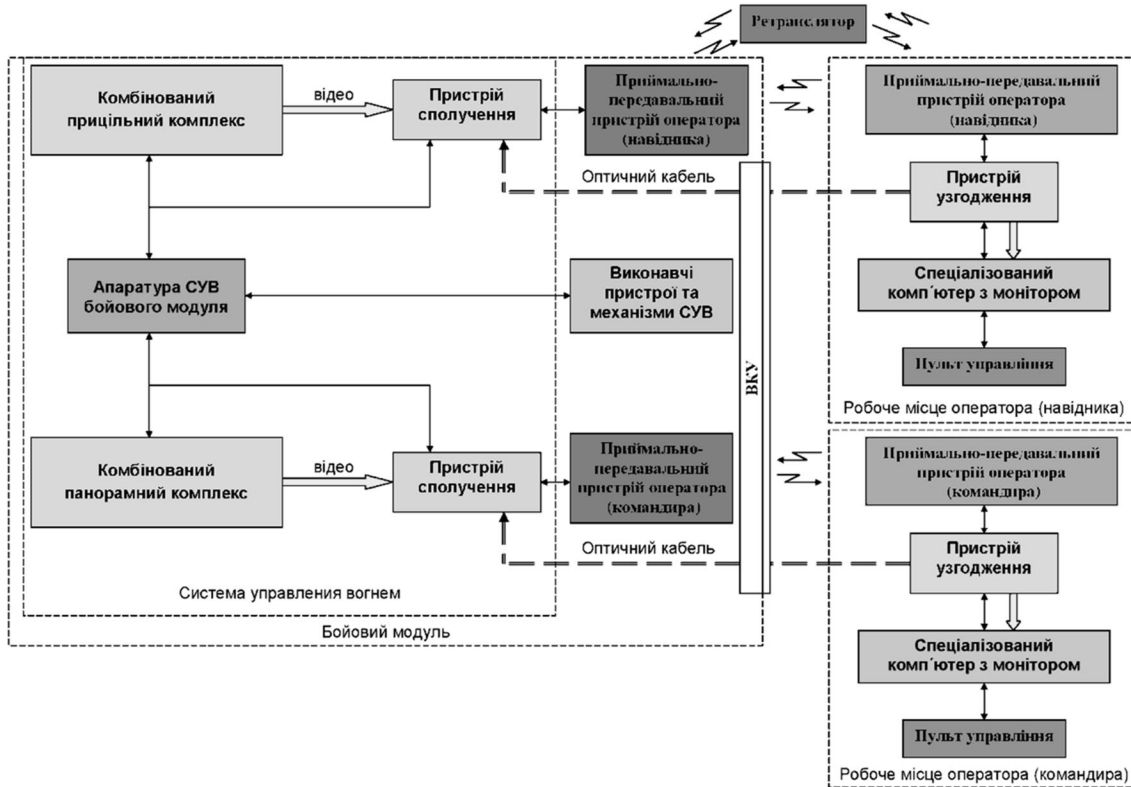 Ретранслятор
Комбінований
прицільний комплекс
відео
Пристрій
сполучення
Приймально-
передавальний
пристрій оператора
(навідника)
Приймально-передавальний
пристрій оператора
(навідника)
Оптичний кабель
Пристрій
узгодження
Апаратура СУВ
бойового модуля
Виконавчі
пристрої та
механізми СУВ
ВКУ
Спеціалізований
комп´ютер з монітором
Пульт управління
Робоче місце оператора (навідника)
Комбінований
панорамний комплекс
відео
Пристрій
сполучення
Приймально-
передавальний
пристрій оператора
(командира)
Приймально-передавальний
пристрій оператора
(командира)
Оптичний кабель
Пристрій
узгодження
Система управления вогнем
Бойовий модуль
Спеціалізований
комп´ютер з монітором
Пульт управління
Робоче місце оператора (командира)